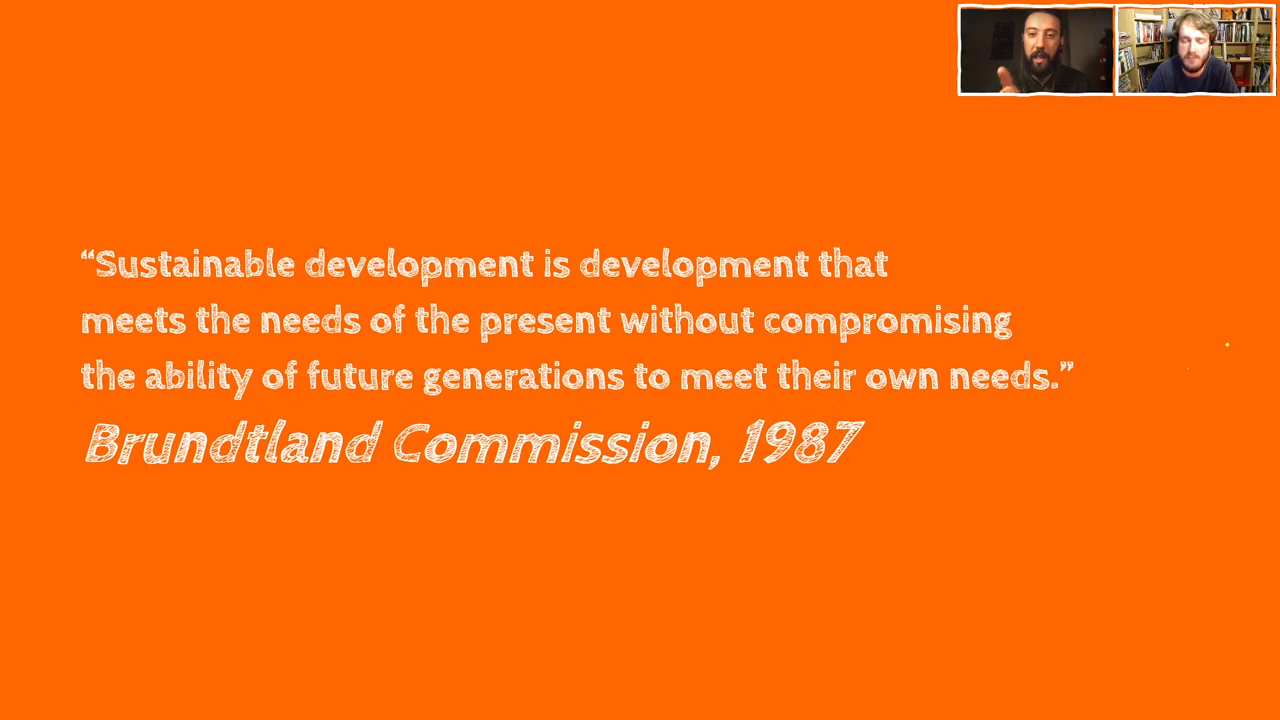 “Sustainable development is development that
meets the needs of the present without compromising
the ability of future generations to meet their own needs.”
Brundtland Commission, 1987